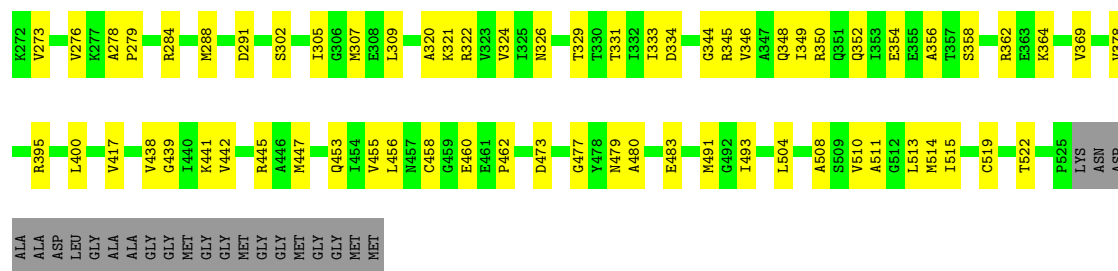 K272 V273 V276 K277 A278 P279 R284 M288 D291 S302 I305 G306 M307 E308 L309 A320 K321 R322 V323 V324 I325 N326 T329 T330 T331 I332 I333 D334 G344 R345 V346 A347 Q348 I349 R350 Q351 Q352 I353 E354 E355 A356 T357 S358 R362 E363 K364 V369 V378
R395 L400 V417 V438 G439 I440 K441 V442 R445 A446 M447 Q453 I454 V455 L456 N457 C458 G459 E460 E461 P462 D473 G477 Y478 N479 A480 E483 M491 G492 I493 L504 A508 S509 V510 A511 G512 L513 M514 I515 C519 T522 P525 LYS ASN ASP
ALA ALA ASP LEU GLY ALA ALA GLY GLY MET GLY GLY MET GLY GLY MET GLY GLY MET MET